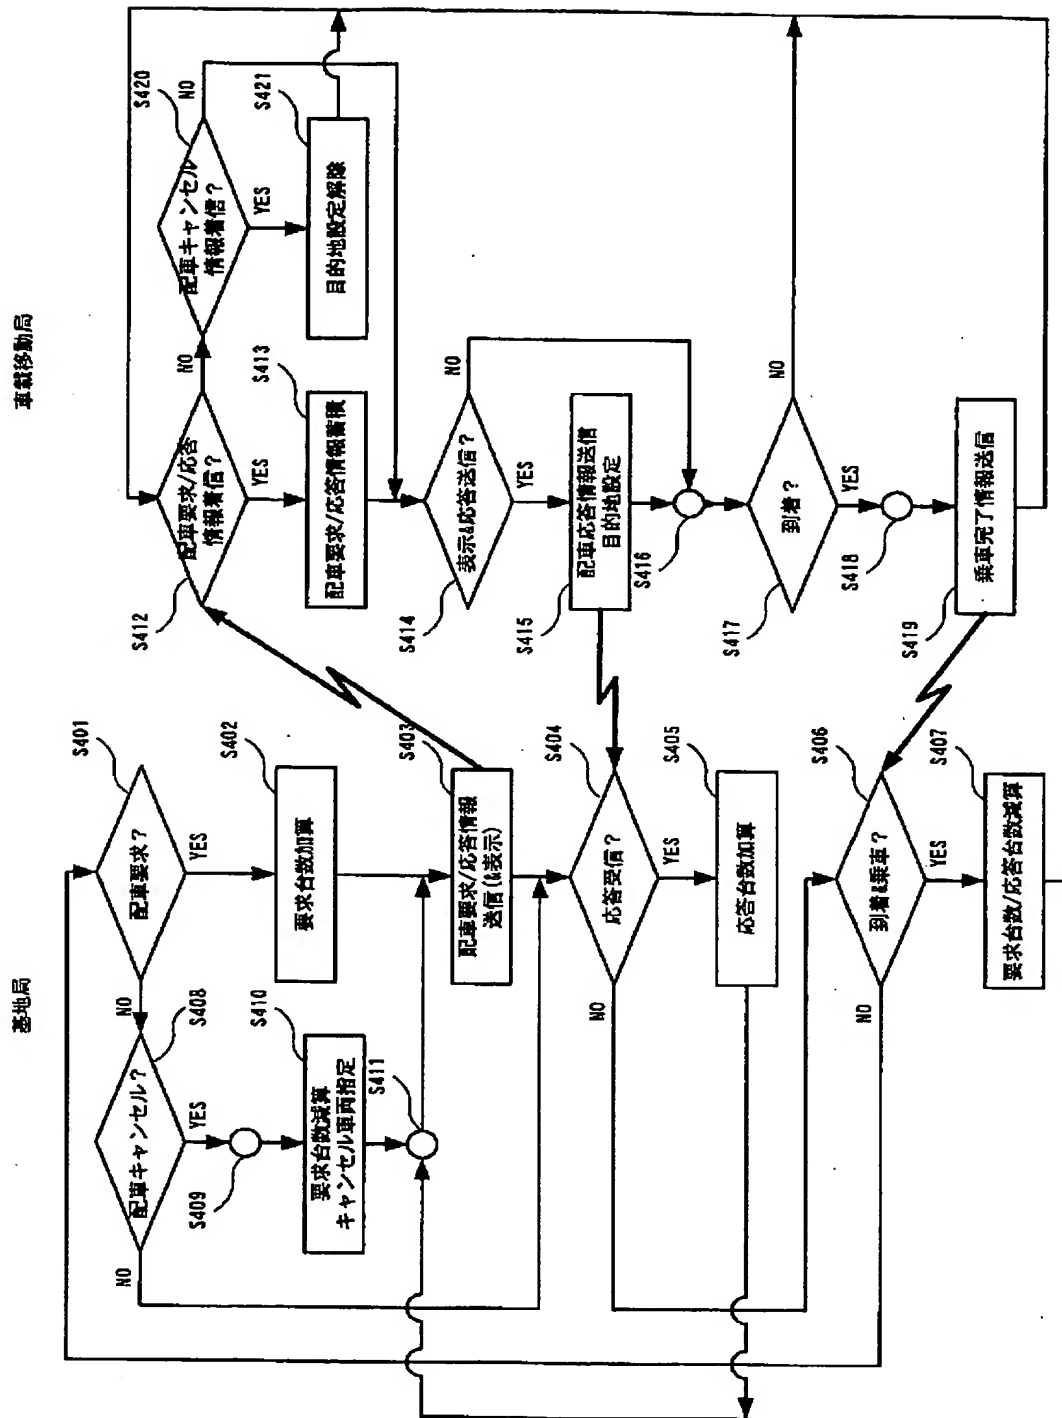 基地局
配車要求？
S401
YES
NO
要求台数加算
S402
配車要求/応答情報
送信(&表示)
S403
応答受信？
S404
YES
NO
応答台数加算
S405
到着&乗車？
S406
YES
NO
要求台数/応答台数減算
S407
配車キャンセル？
S408
YES
NO
S409
要求台数減算
キャンセル車両指定
S410
S411
車載移動局
配車要求/応答
情報着信？
S412
YES
NO
配車要求/応答情報蓄積
S413
表示&応答送信？
S414
YES
NO
配車応答情報送信
目的地設定
S415
S416
到着？
S417
YES
NO
S418
乗車完了情報送信
S419
配車キャンセル
情報着信？
S420
YES
NO
目的地設定解除
S421